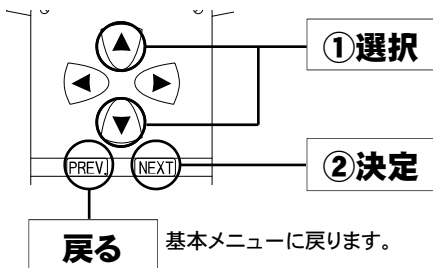 ①選択
PREV.
NEXT
②決定
戻る
基本メニューに戻ります。